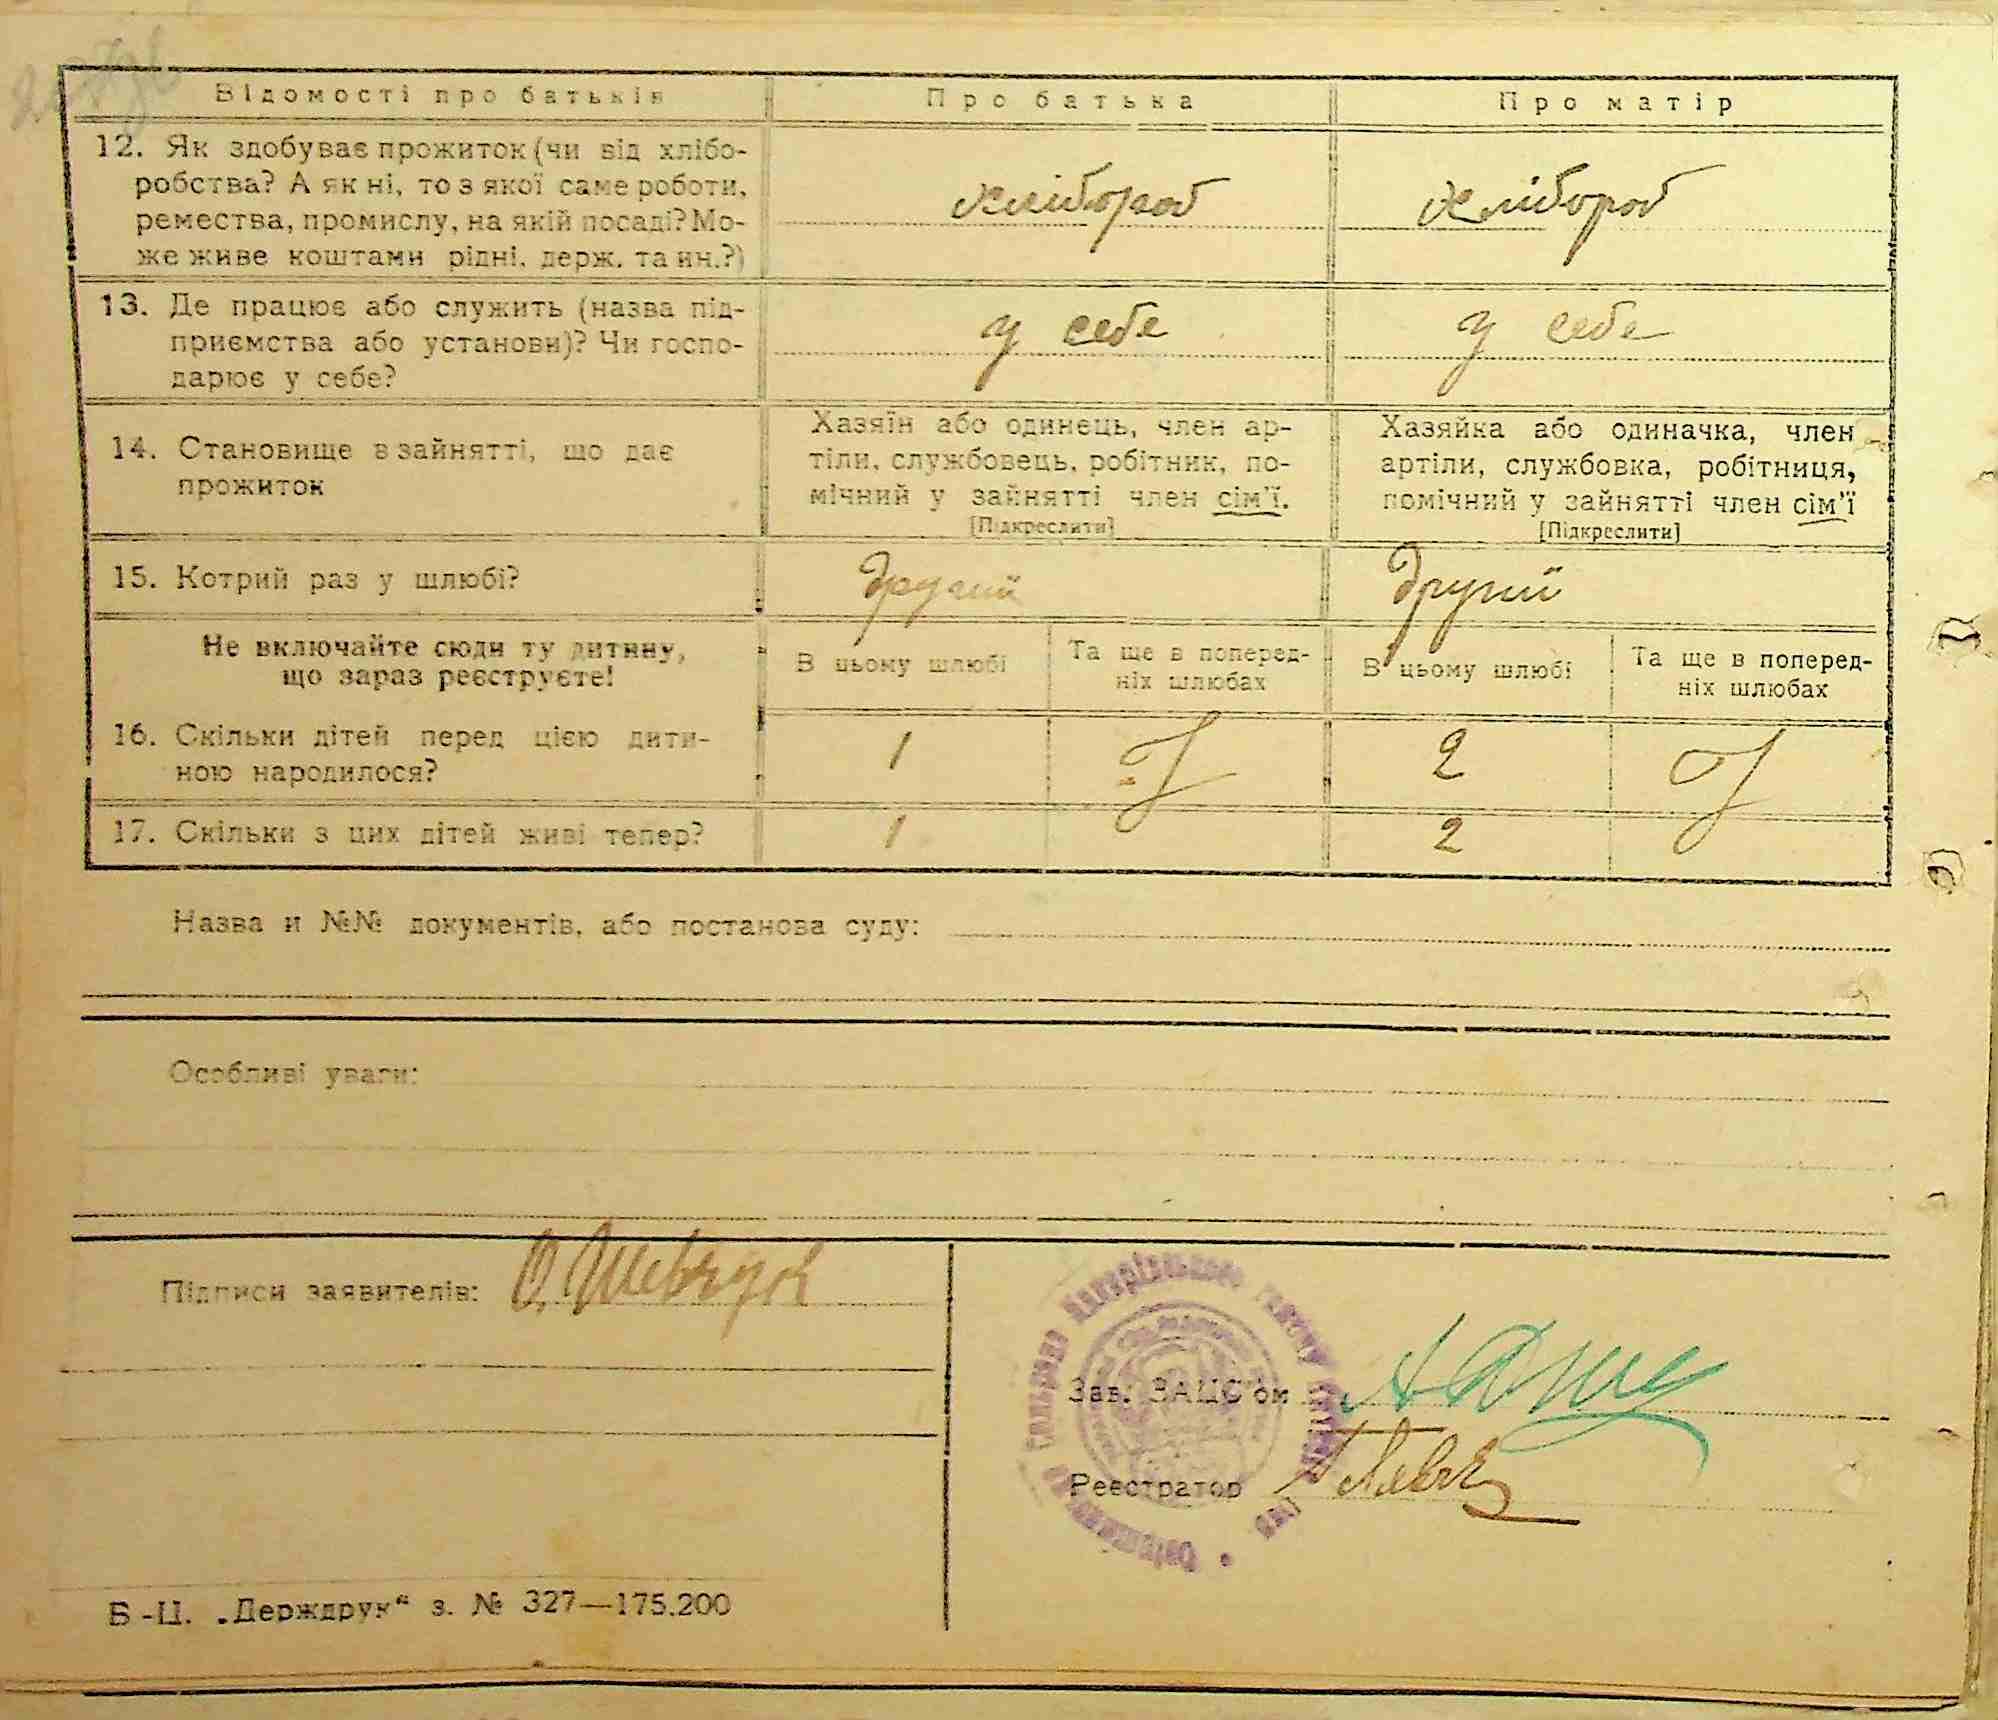 Відомості про батьків
Про батька
Про матір
12. Як здобуває прожиток (чи від хлібо-
робства? А як ні, то з якої саме роботи,
ремества, промислу, на якій посаді? Мо-
же живе коштами рідні, держ. та ин.?)
хлібороб
хлібороб
13. Де працює або служить (назва під-
приємства або установи)? Чи госпо-
дарює у себе?
у себе
у себе
14. Становище в зайнятті, що дає
прожиток
Хазяїн або одинець, член ар-
тіли, службовець, робітник, по-
мічний у зайнятті член сім'ї.
[Підкреслити]
Хазяйка або одиначка, член
артіли, службовка, робітниця,
помічний у зайнятті член сім'ї
[Підкреслити]
15. Котрий раз у шлюбі?
другий
другий
Не включайте сюди ту дитину,
що зараз реєструєте!
В цьому шлюбі
Та ще в поперед-
ніх шлюбах
В цьому шлюбі
Та ще в поперед-
ніх шлюбах
16. Скільки дітей перед цією дити-
ною народилося?
1
2
17. Скільки з цих дітей живі тепер?
1
2
Назва и №№ документів, або постанова суду:
Особливі уваги:
Підписи заявителів: О. Шевчук
Зав. ЗАЦС'ом
Реєстратор
Б-Ц. „Держдрук“ з. № 327—175.200